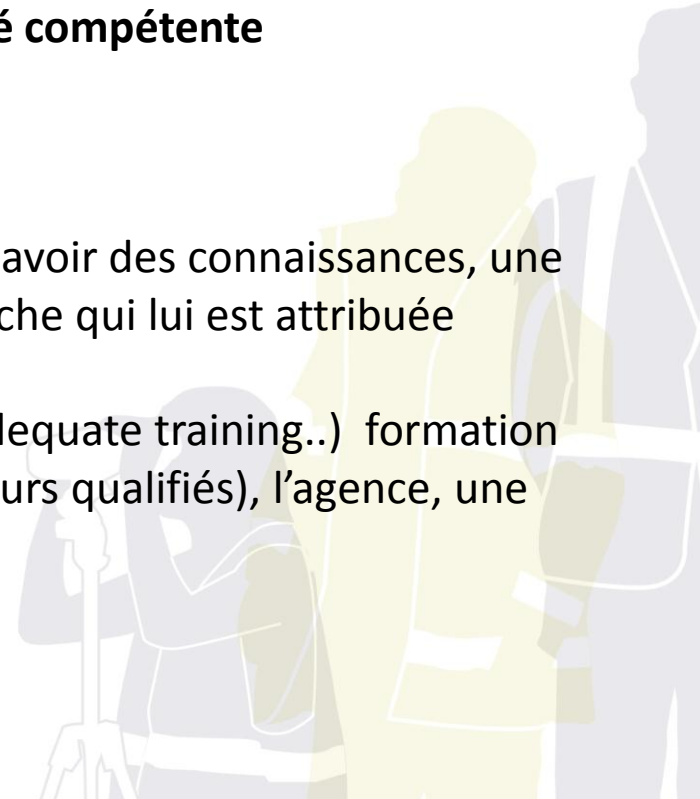 é compétente
avoir des connaissances, une
che qui lui est attribuée
lequate training..) formation
urs qualifiés), l’agence, une